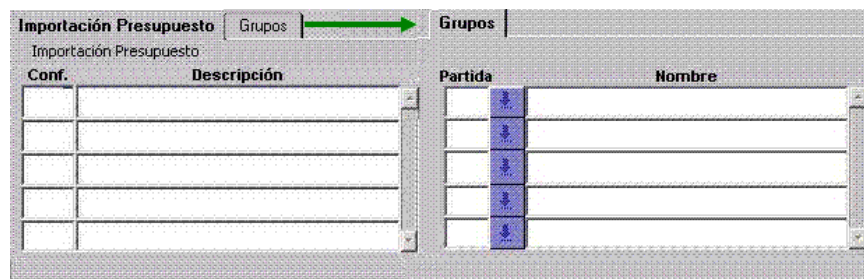 Importación Presupuesto Grupos
Importación Presupuesto
Conf. Descripción
Grupos
Partida Nombre